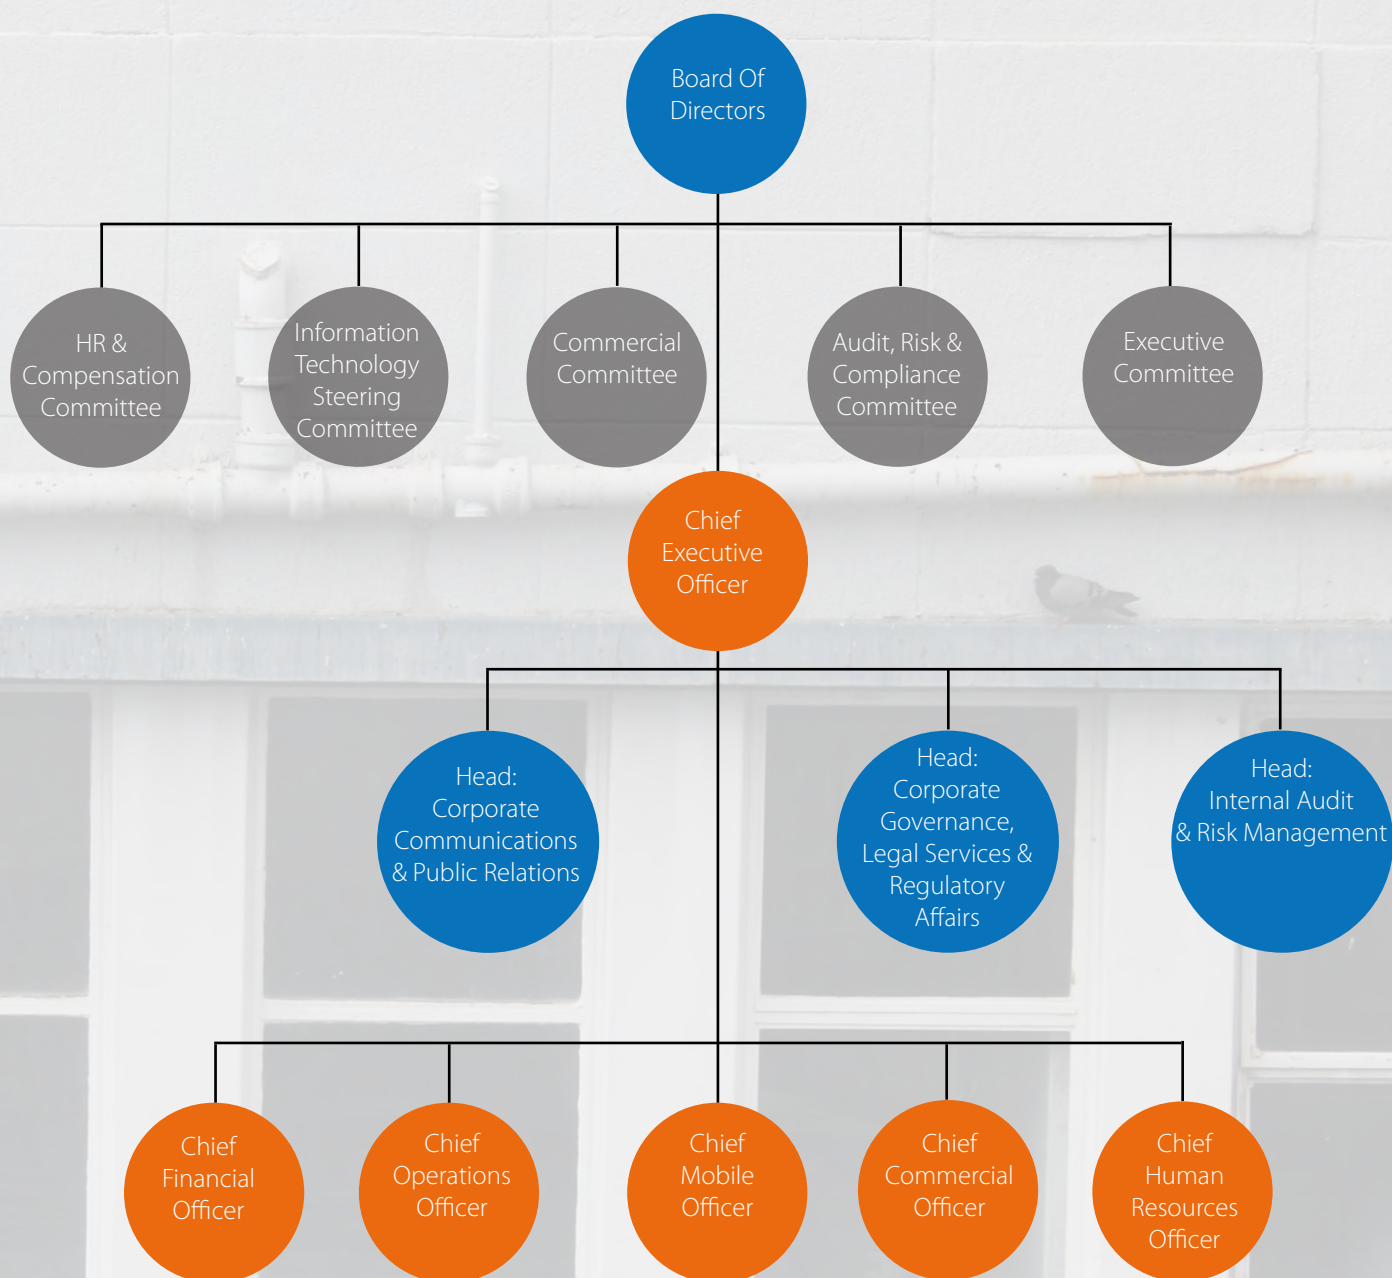 Board Of
Directors
HR &
Compensation
Committee
Information
Technology
Steering
Committee
Commercial
Committee
Audit, Risk &
Compliance
Committee
Executive
Committee
Chief
Executive
Officer
Head:
Corporate
Communications
& Public Relations
Head:
Corporate
Governance,
Legal Services &
Regulatory
Affairs
Head:
Internal Audit
& Risk Management
Chief
Financial
Officer
Chief
Operations
Officer
Chief
Mobile
Officer
Chief
Commercial
Officer
Chief
Human
Resources
Officer